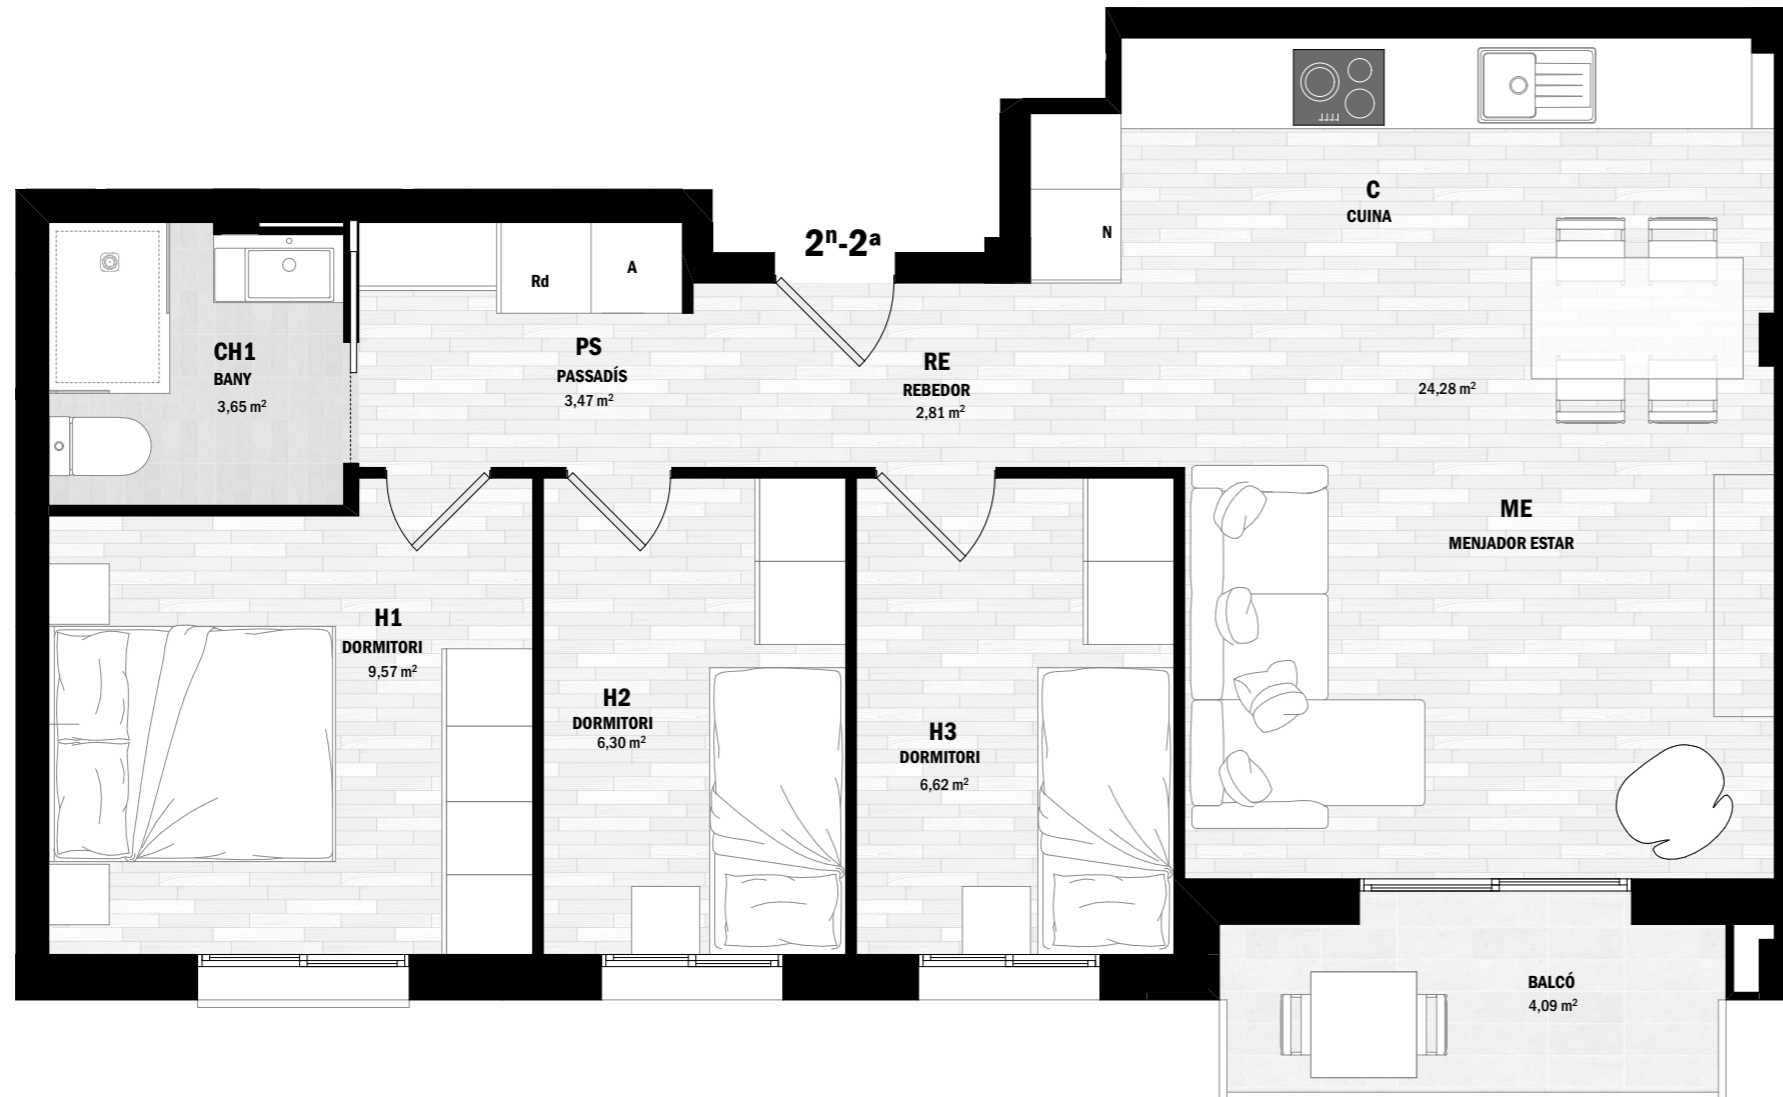 2ⁿ-2ª
C
CUINA
N
Rd
A
CH1
BANY
3,65 m²
PS
PASSADÍS
3,47 m²
RE
REBEDOR
2,81 m²
24,28 m²
ME
MENJADOR ESTAR
H1
DORMITORI
9,57 m²
H2
DORMITORI
6,30 m²
H3
DORMITORI
6,62 m²
BALCÓ
4,09 m²